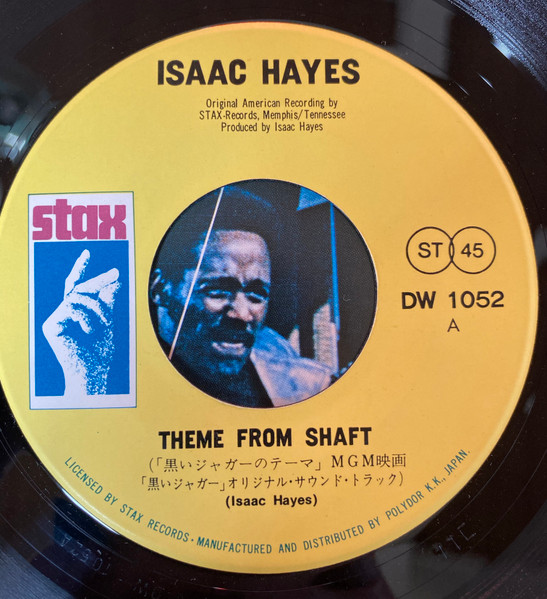 ISAAC HAYES
Original American Recording by
STAX-Records, Memphis/Tennessee
Produced by Isaac Hayes
stax
ST 45
DW 1052
A
THEME FROM SHAFT
(「黒いジャガーのテーマ」MGM映画
「黒いジャガー」オリジナル・サウンド・トラック)
(Isaac Hayes)
LICENSED BY STAX RECORDS・MANUFACTURED AND DISTRIBUTED BY POLYDOR K.K., JAPAN.